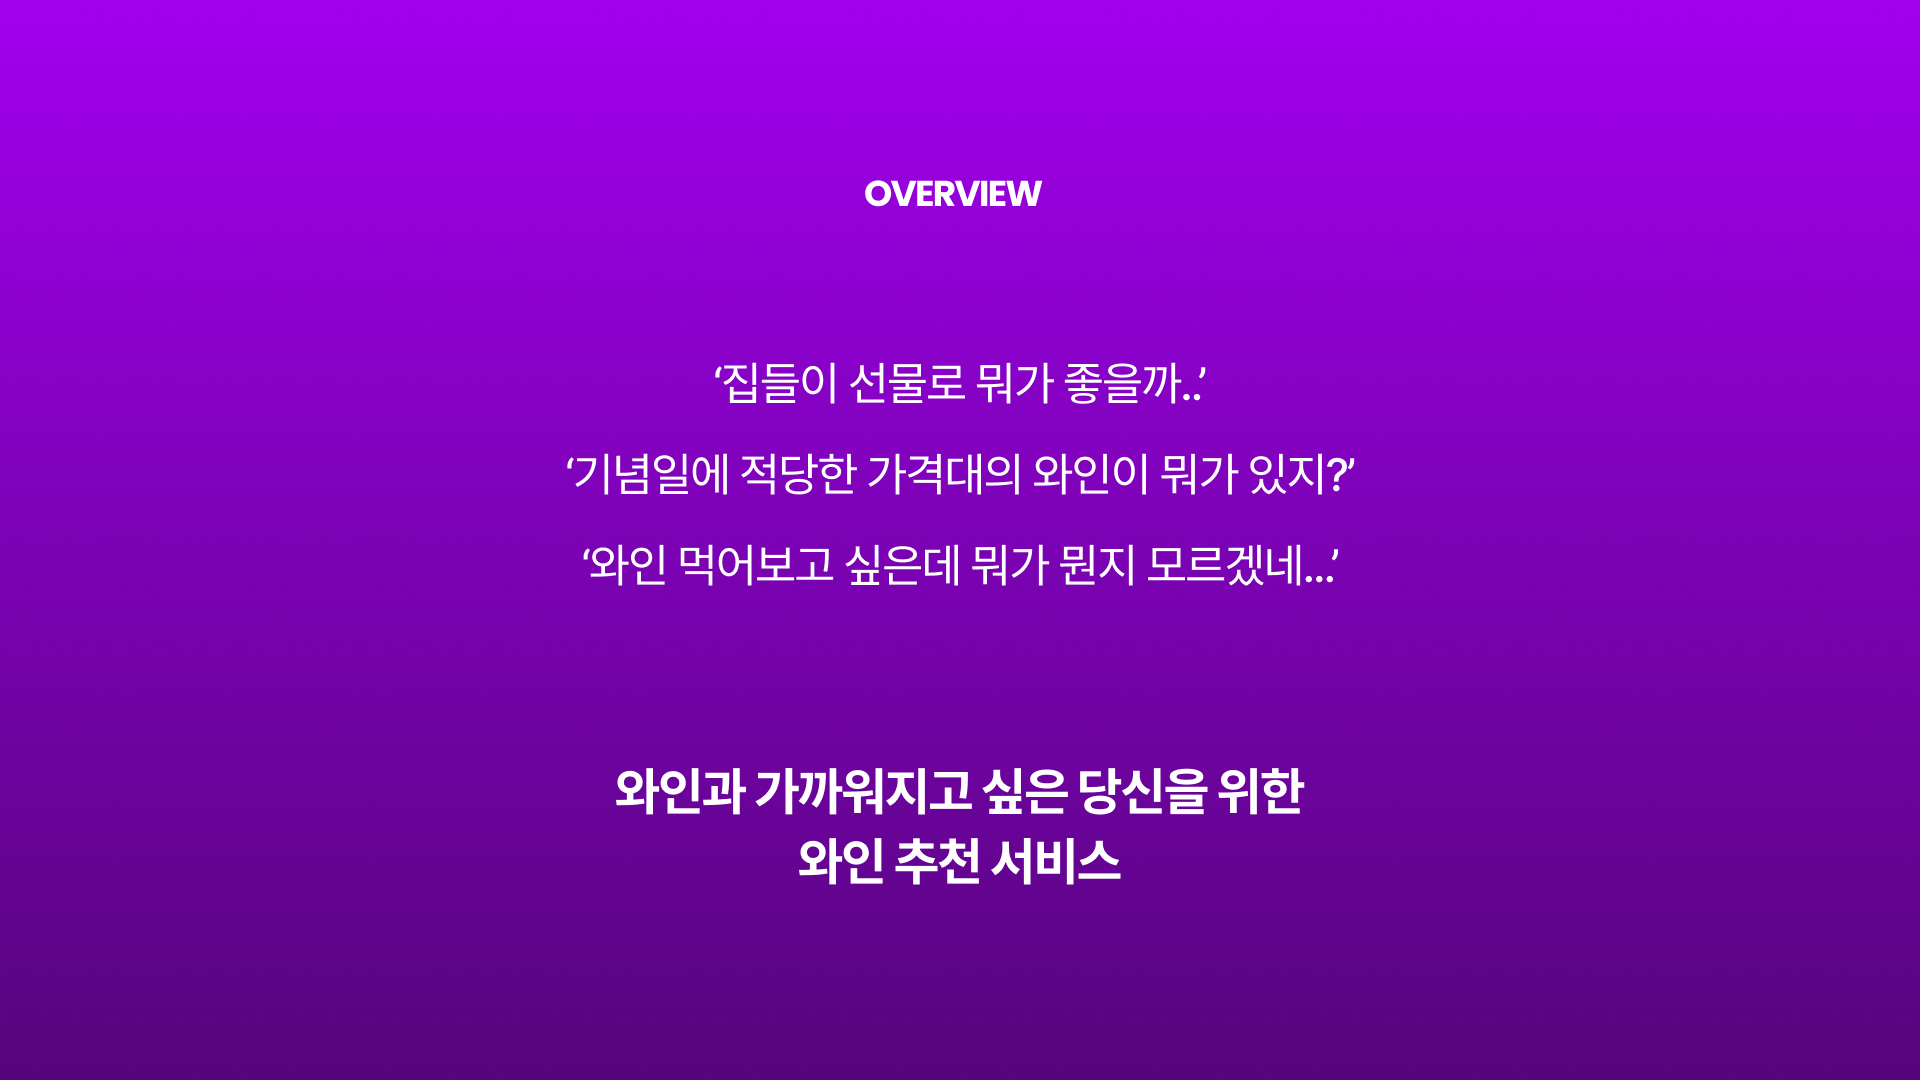 OVERVIEW
‘집들이 선물로 뭐가 좋을까..’
‘기념일에 적당한 가격대의 와인이 뭐가 있지?’
‘와인 먹어보고 싶은데 뭐가 뭔지 모르겠네...’
와인과 가까워지고 싶은 당신을 위한
와인 추천 서비스